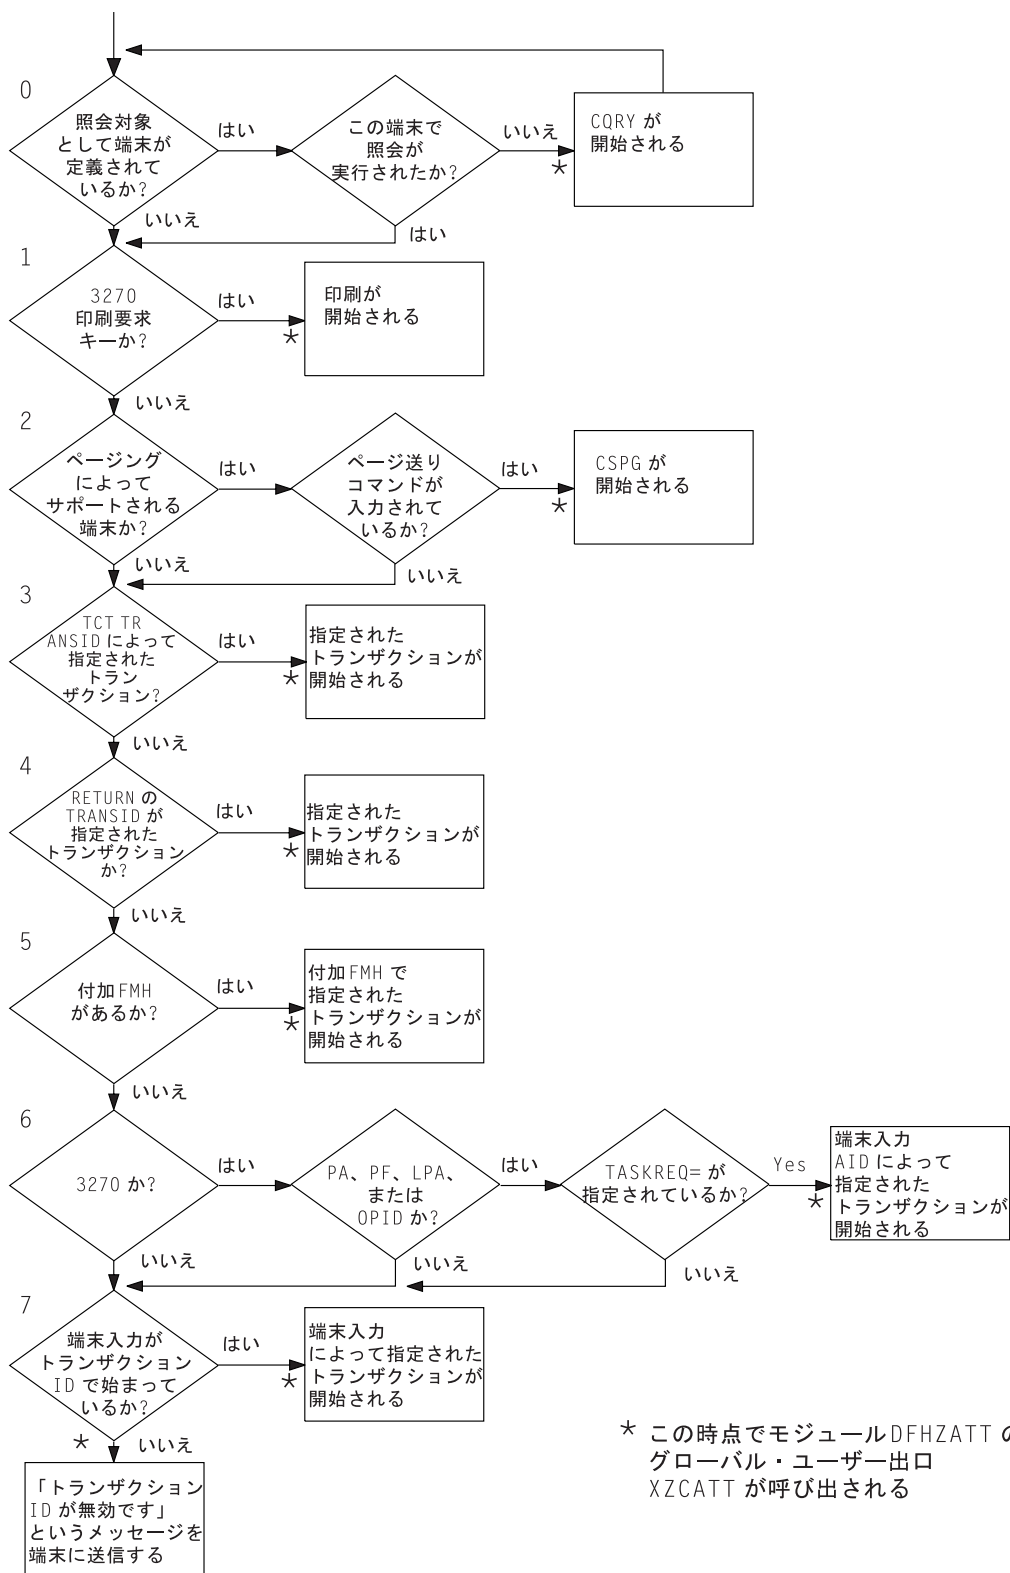 0
照会対象
として端末が
定義されて
いるか?
はい
この端末で
照会が
実行されたか?
いいえ
*
CQRY が
開始される
いいえ
はい
1
3270
印刷要求
キーか?
はい
*
印刷が
開始される
いいえ
2
ページング
によって
サポートされる
端末か?
はい
ページ送り
コマンドが
入力されて
いるか?
はい
*
CSPG が
開始される
いいえ
いいえ
3
TCT TR
ANSID によって
指定された
トラン
ザクション?
はい
*
指定された
トランザクションが
開始される
いいえ
4
RETURN の
TRANSID が
指定された
トランザクション
か?
はい
*
指定された
トランザクションが
開始される
いいえ
5
付加 FMH
があるか?
はい
*
付加 FMH で
指定された
トランザクションが
開始される
いいえ
6
3270 か?
はい
PA、PF、LPA、
または
OPID か?
はい
TASKREQ= が
指定されているか?
Yes
*
端末入力
AID によって
指定された
トランザクションが
開始される
いいえ
いいえ
いいえ
7
端末入力が
トランザクション
ID で始まって
いるか?
はい
*
端末入力
によって指定された
トランザクションが
開始される
* いいえ
「トランザクション
ID が無効です」
というメッセージを
端末に送信する
* この時点でモジュール DFHZATT の
グローバル・ユーザー出口
XZCATT が呼び出される